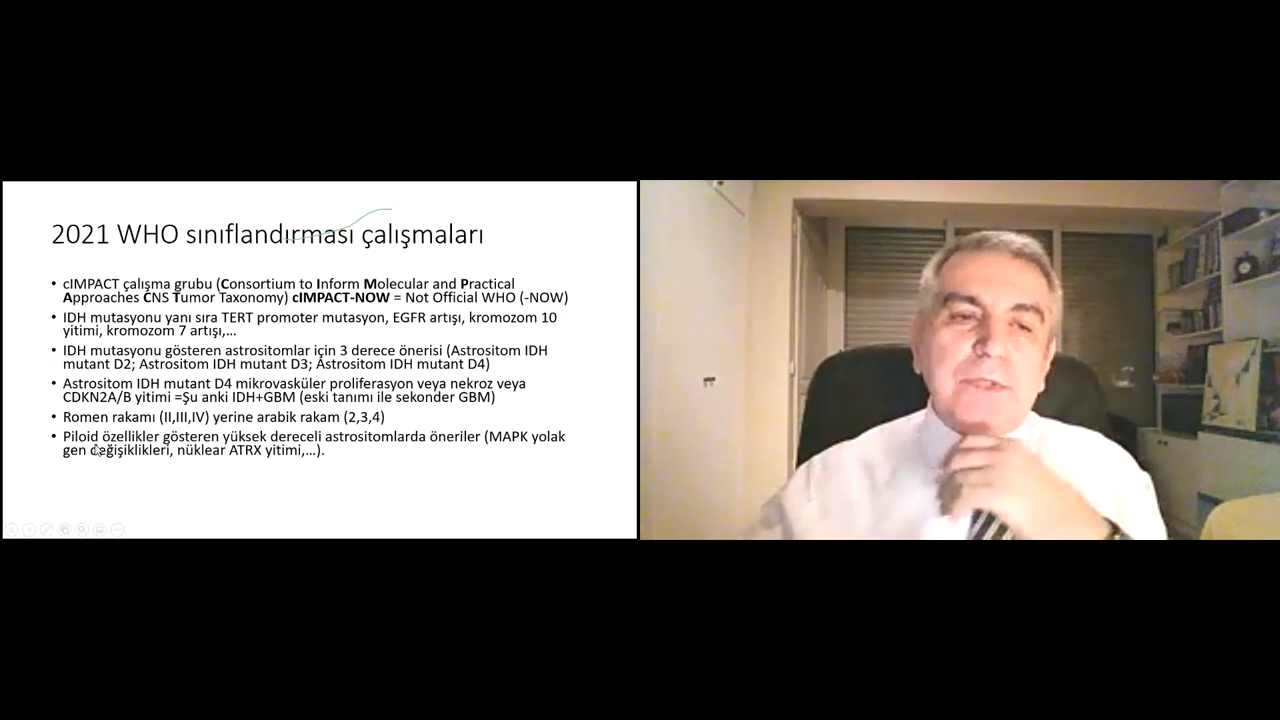 2021 WHO sınıflandırması çalışmaları
• cIMPACT çalışma grubu (Consortium to Inform Molecular and Practical
Approaches CNS Tumor Taxonomy) cIMPACT-NOW = Not Official WHO (-NOW)
• IDH mutasyonu yanı sıra TERT promoter mutasyon, EGFR artışı, kromozom 10
yitimi, kromozom 7 artışı,…
• IDH mutasyonu gösteren astrositomlar için 3 derece önerisi (Astrositom IDH
mutant D2; Astrositom IDH mutant D3; Astrositom IDH mutant D4)
• Astrositom IDH mutant D4 mikrovasküler proliferasyon veya nekroz veya
CDKN2A/B yitimi =Şu anki IDH+GBM (eski tanımı ile sekonder GBM)
• Romen rakamı (II,III,IV) yerine arabik rakam (2,3,4)
• Piloid özellikler gösteren yüksek dereceli astrositomlarda öneriler (MAPK yolak
gen değişiklikleri, nüklear ATRX yitimi,…).